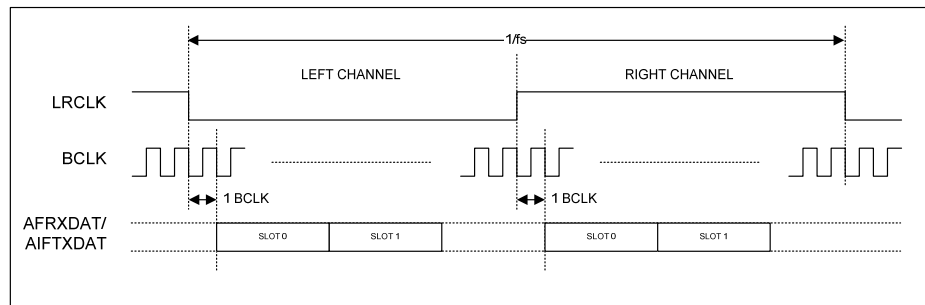 1/fs
LEFT CHANNEL RIGHT CHANNEL
LRCLK
BCLK
1 BCLK 1 BCLK
AFRXDAT/
AIFTXDAT
SLOT 0 SLOT 1 SLOT 0 SLOT 1